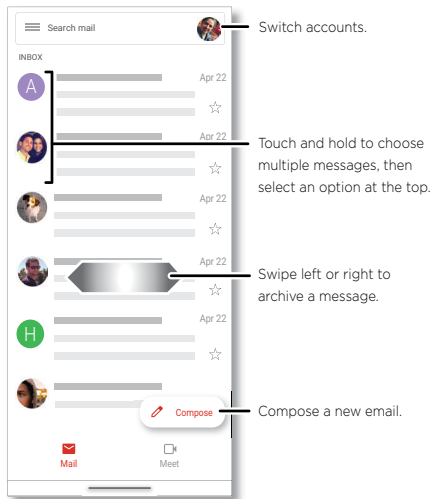 Search mail
Switch accounts.
INBOX
A
Apr 22
Apr 22
Touch and hold to choose
multiple messages, then
select an option at the top.
Apr 22
Apr 22
Swipe left or right to
archive a message.
H
Apr 22
Compose
Compose a new email.
Mail
Meet